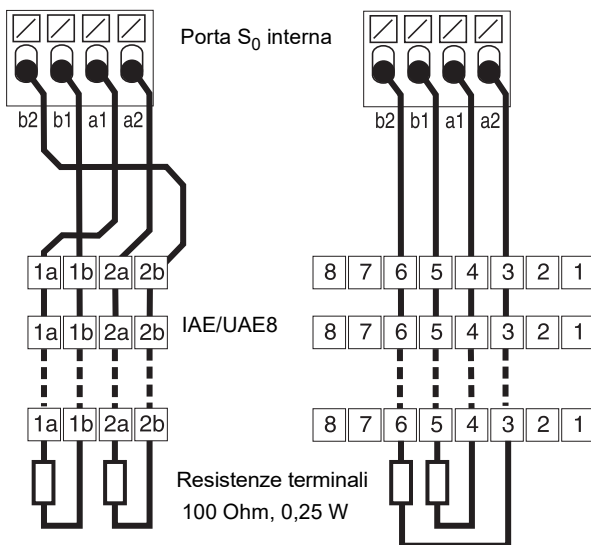 Porta S0 interna
b2 b1 a1 a2
b2 b1 a1 a2
1a 1b 2a 2b
8 7 6 5 4 3 2 1
1a 1b 2a 2b
IAE/UAE8
8 7 6 5 4 3 2 1
1a 1b 2a 2b
8 7 6 5 4 3 2 1
Resistenze terminali
100 Ohm, 0,25 W